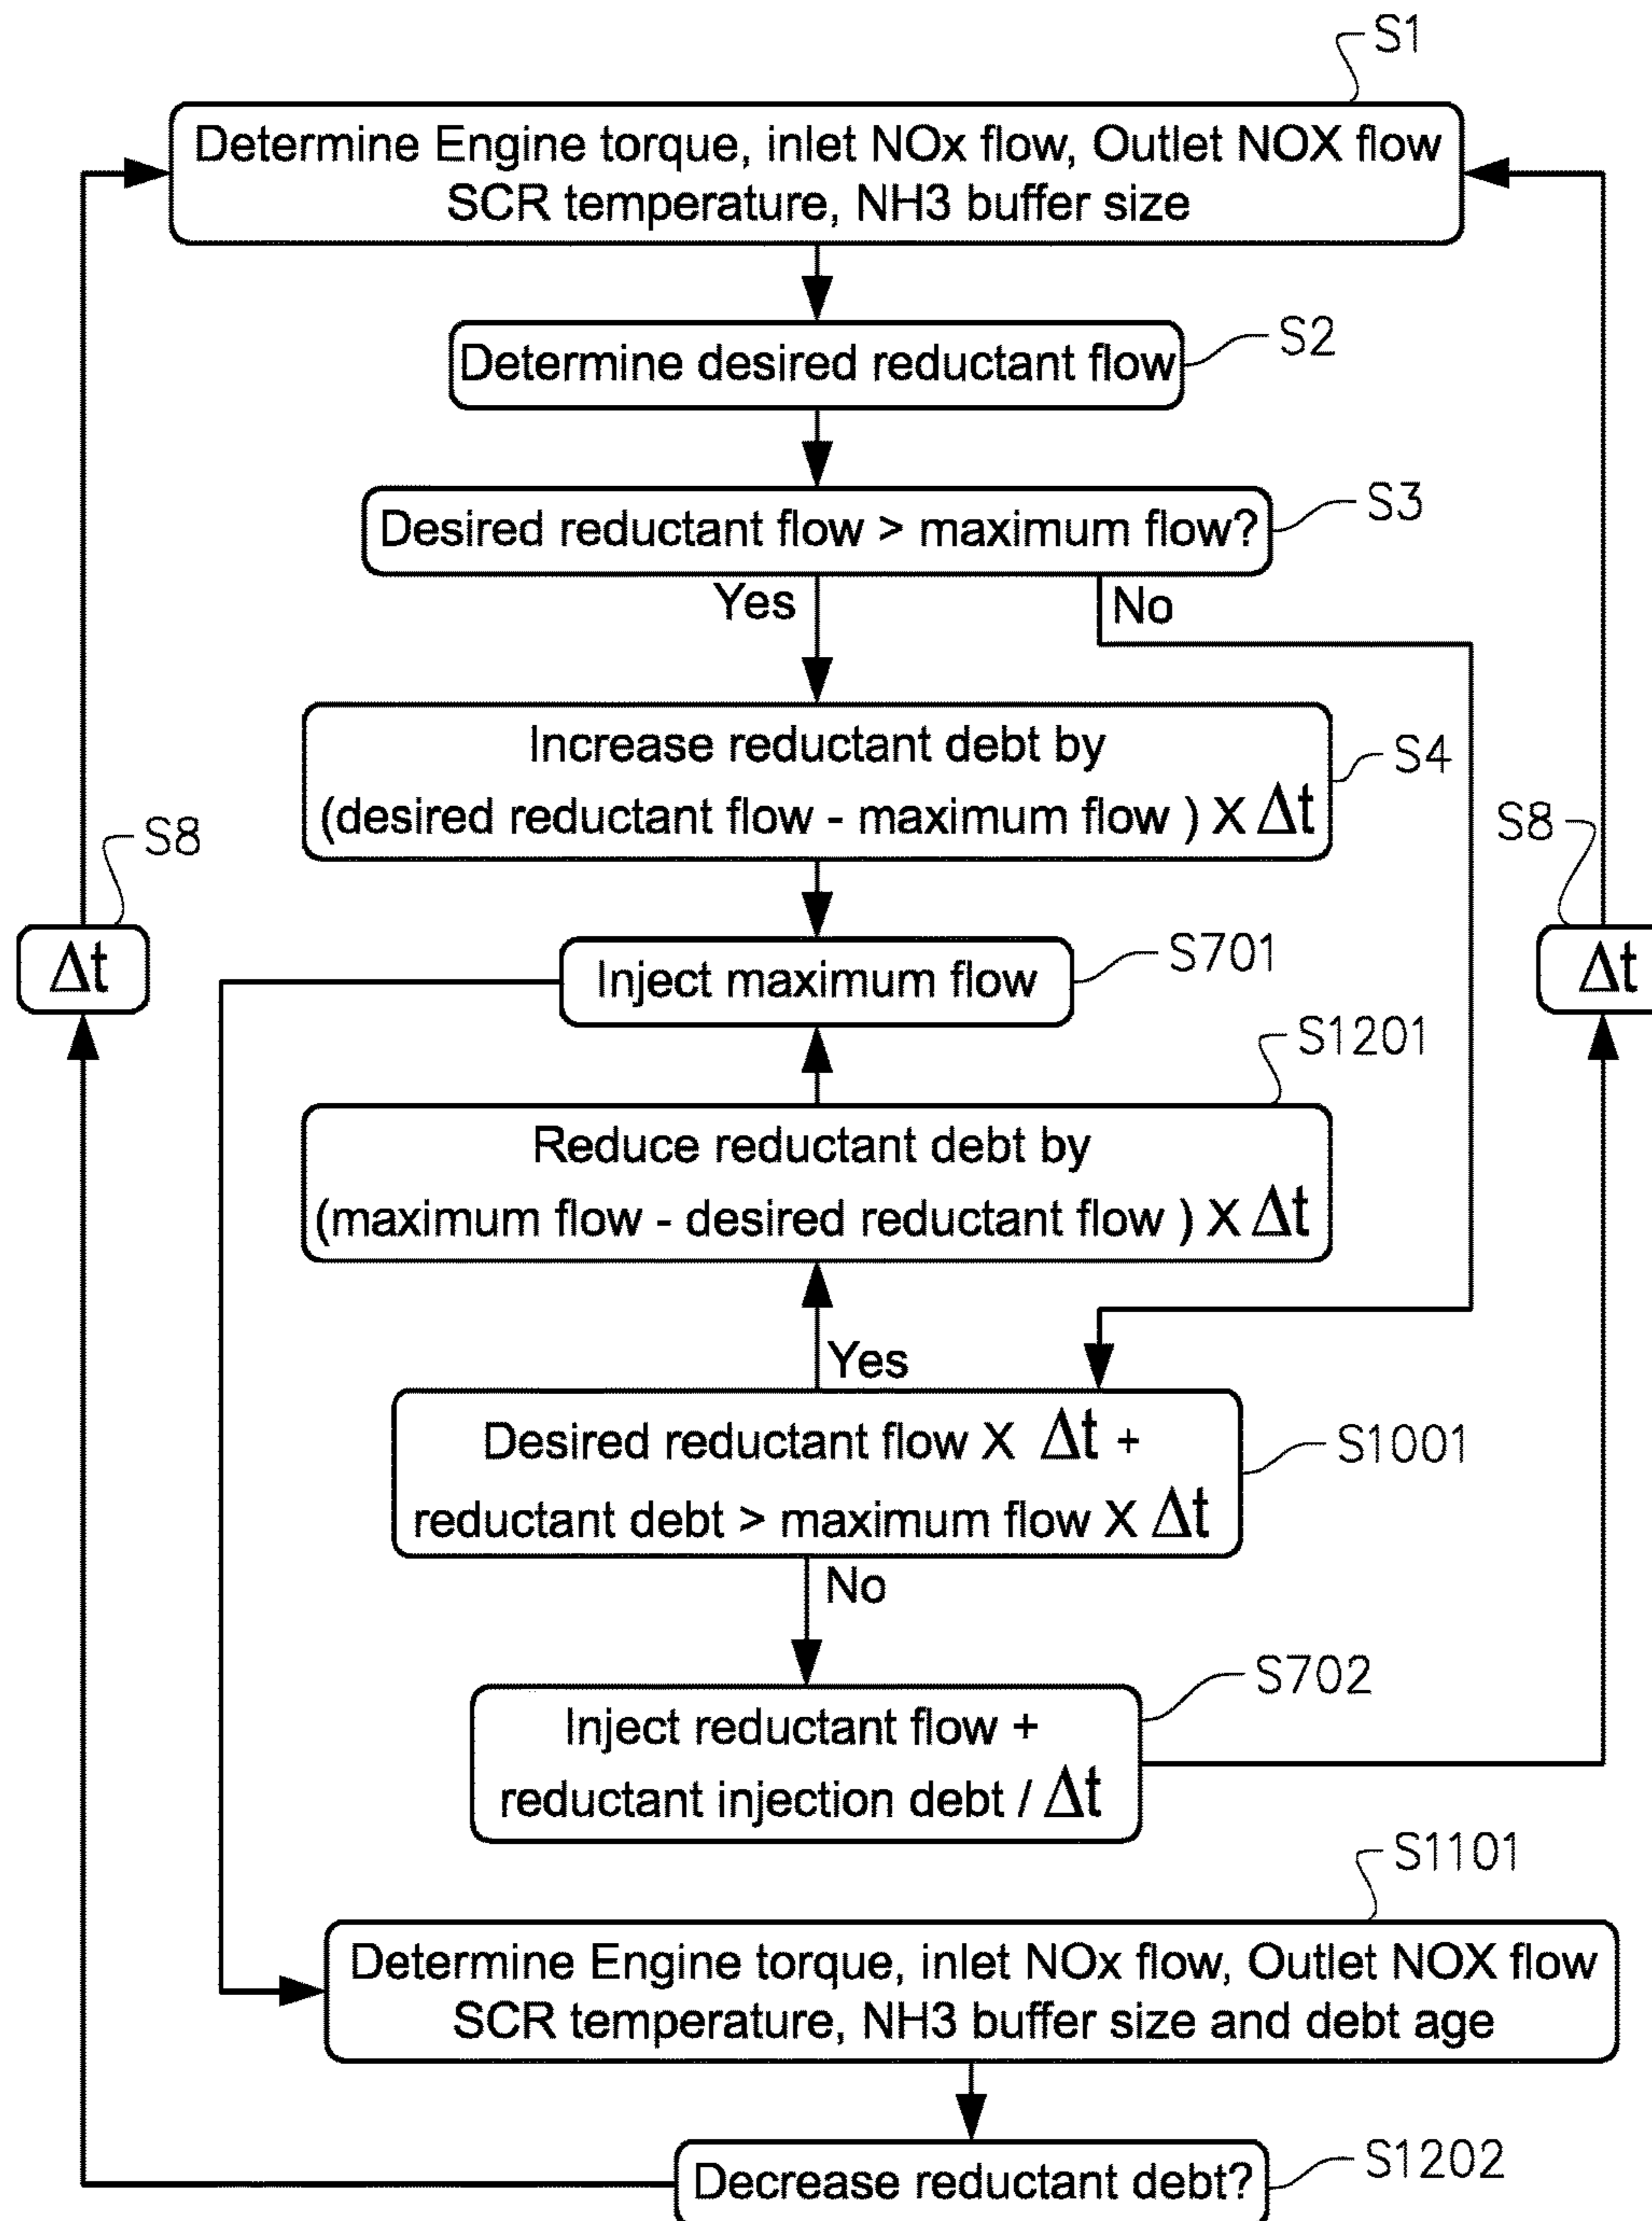 S1
Determine Engine torque, inlet NOx flow, Outlet NOX flow
SCR temperature, NH3 buffer size
Determine desired reductant flow
S2
Desired reductant flow > maximum flow?
S3
Yes
No
Increase reductant debt by
(desired reductant flow - maximum flow ) X Δt
S4
S8
S8
Δt
Δt
Inject maximum flow
S701
S1201
Reduce reductant debt by
(maximum flow - desired reductant flow ) X Δt
Yes
Desired reductant flow X Δt +
reductant debt > maximum flow X Δt
S1001
No
S702
Inject reductant flow +
reductant injection debt / Δt
S1101
Determine Engine torque, inlet NOx flow, Outlet NOX flow
SCR temperature, NH3 buffer size and debt age
Decrease reductant debt?
S1202